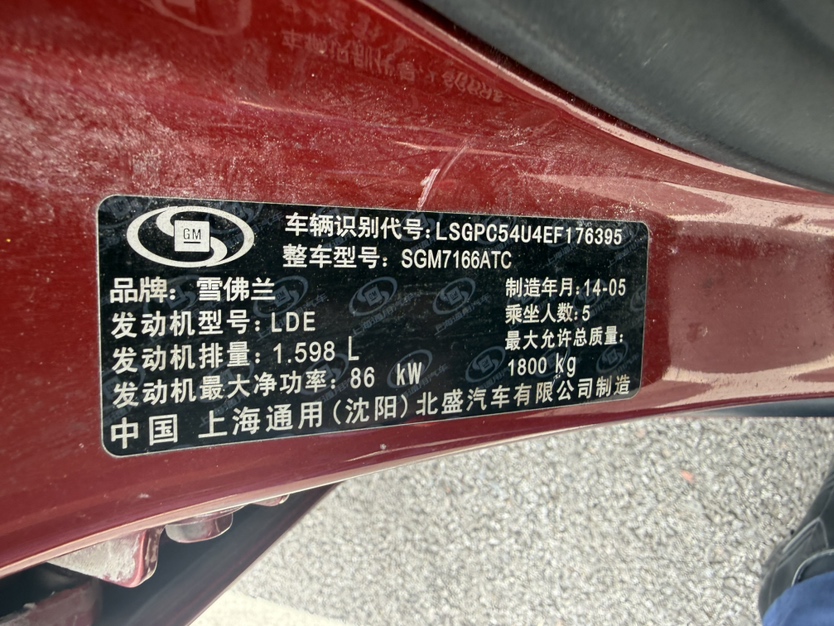 GM
车辆识别代号:LSGPC54U4EF176395
整车型号: SGM7166ATC
品牌: 雪佛兰
制造年月:14-05
发动机型号:LDE
乘坐人数:5
发动机排量:1.598 L
最大允许总质量:
1800 kg
发动机最大净功率: 86 kW
中国 上海通用(沈阳)北盛汽车有限公司制造